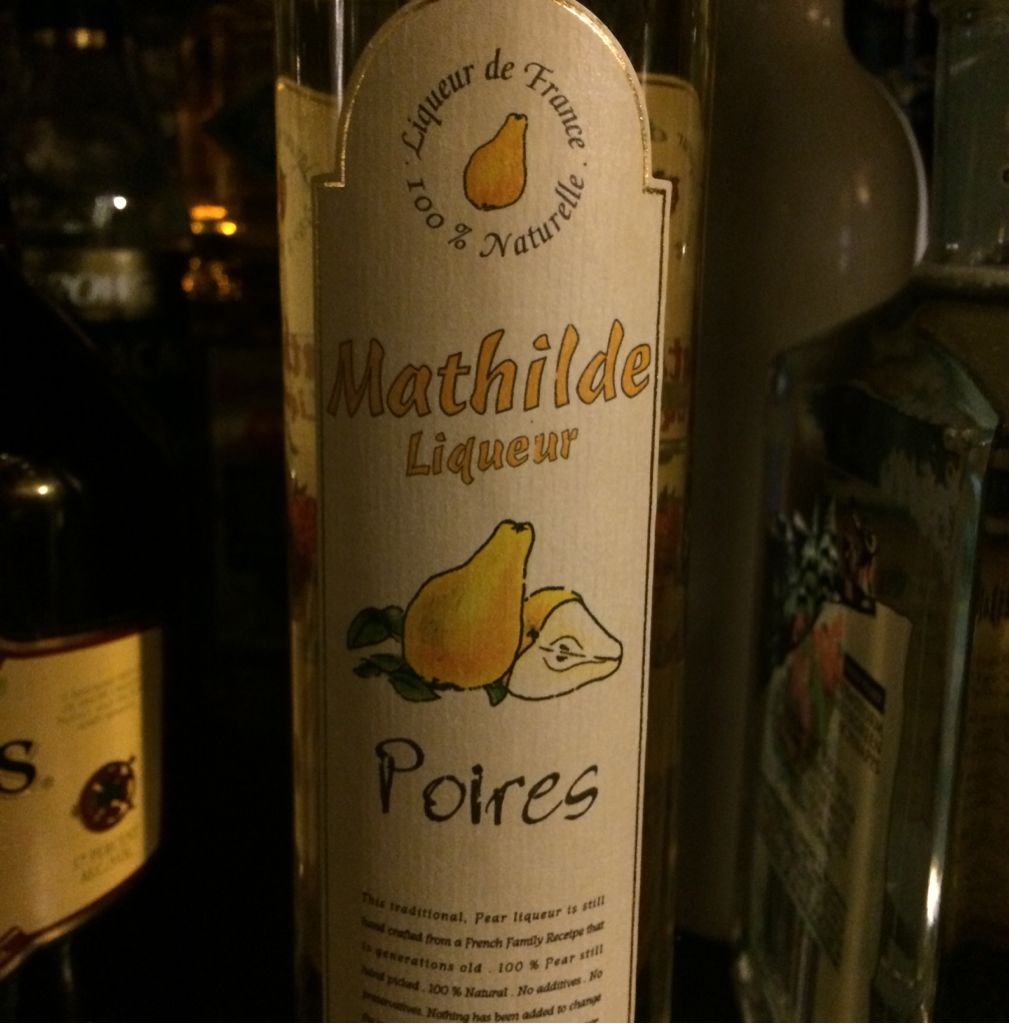 Liqueur de France
100 % Naturelle
Mathilde
Liqueur
Poires
This traditional, Pear liqueur is still
hand crafted from a French Family Receipe that
is generations old . 100 % Pear still
hand picked . 100 % Natural . No additives . No
preservatives. Nothing has been added to change
S